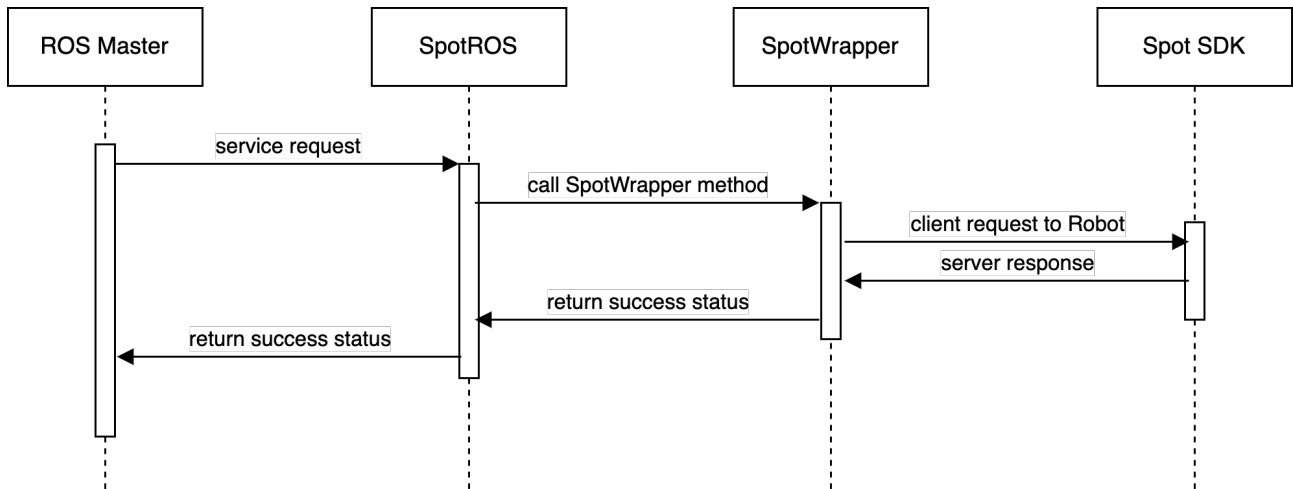 ROS Master
SpotROS
SpotWrapper
Spot SDK
service request
call SpotWrapper method
client request to Robot
server response
return success status
return success status